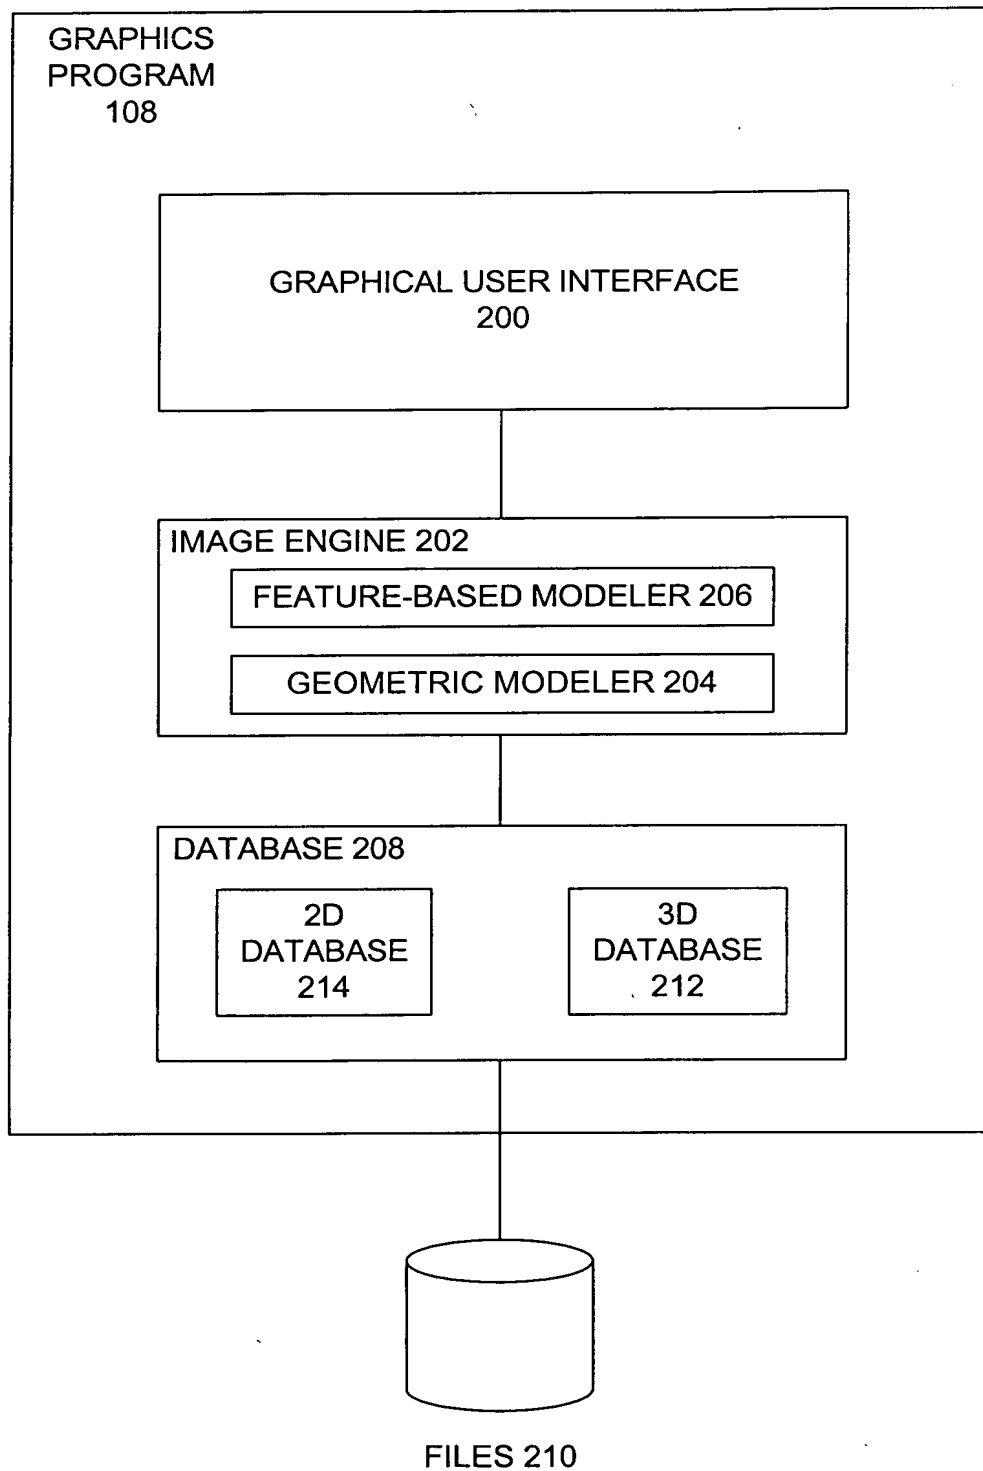 GRAPHICS
PROGRAM
108
GRAPHICAL USER INTERFACE
200
IMAGE ENGINE 202
FEATURE-BASED MODELER 206
GEOMETRIC MODELER 204
DATABASE 208
2D
DATABASE
214
3D
DATABASE
212
FILES 210